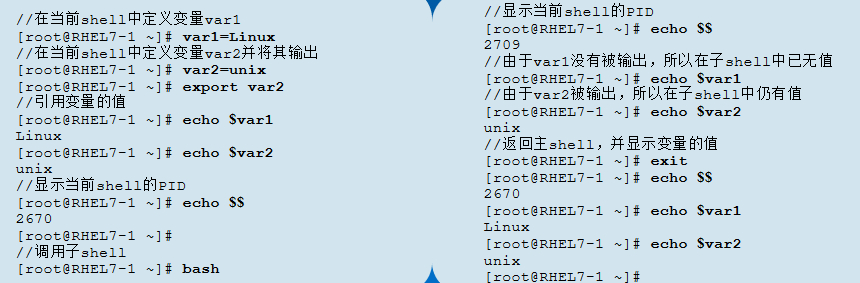 //在当前shell中定义变量var1
[root@RHEL7-1 ~]# var1=Linux
//在当前shell中定义变量var2并将其输出
[root@RHEL7-1 ~]# var2=unix
[root@RHEL7-1 ~]# export var2
//引用变量的值
[root@RHEL7-1 ~]# echo $var1
Linux
[root@RHEL7-1 ~]# echo $var2
unix
//显示当前shell的PID
[root@RHEL7-1 ~]# echo $$
2670
[root@RHEL7-1 ~]#
//调用子shell
[root@RHEL7-1 ~]# bash
//显示当前shell的PID
[root@RHEL7-1 ~]# echo $$
2709
//由于var1没有被输出，所以在子shell中已无值
[root@RHEL7-1 ~]# echo $var1
//由于var2被输出，所以在子shell中仍有值
[root@RHEL7-1 ~]# echo $var2
unix
//返回主shell，并显示变量的值
[root@RHEL7-1 ~]# exit
[root@RHEL7-1 ~]# echo $$
2670
[root@RHEL7-1 ~]# echo $var1
Linux
[root@RHEL7-1 ~]# echo $var2
unix
[root@RHEL7-1 ~]#